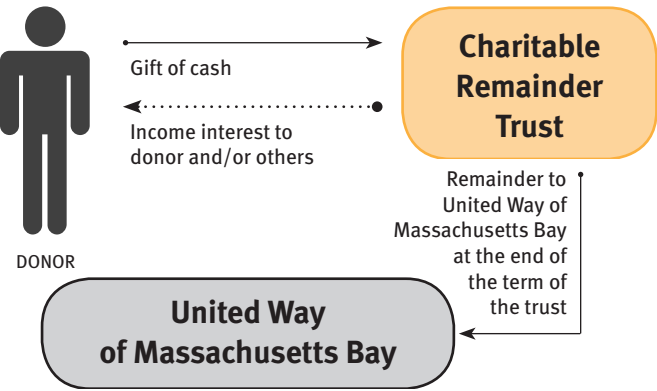 Gift of cash
Income interest to
donor and/or others
Charitable
Remainder
Trust
Remainder to
United Way of
Massachusetts Bay
at the end of
the term of
the trust
DONOR
United Way
of Massachusetts Bay